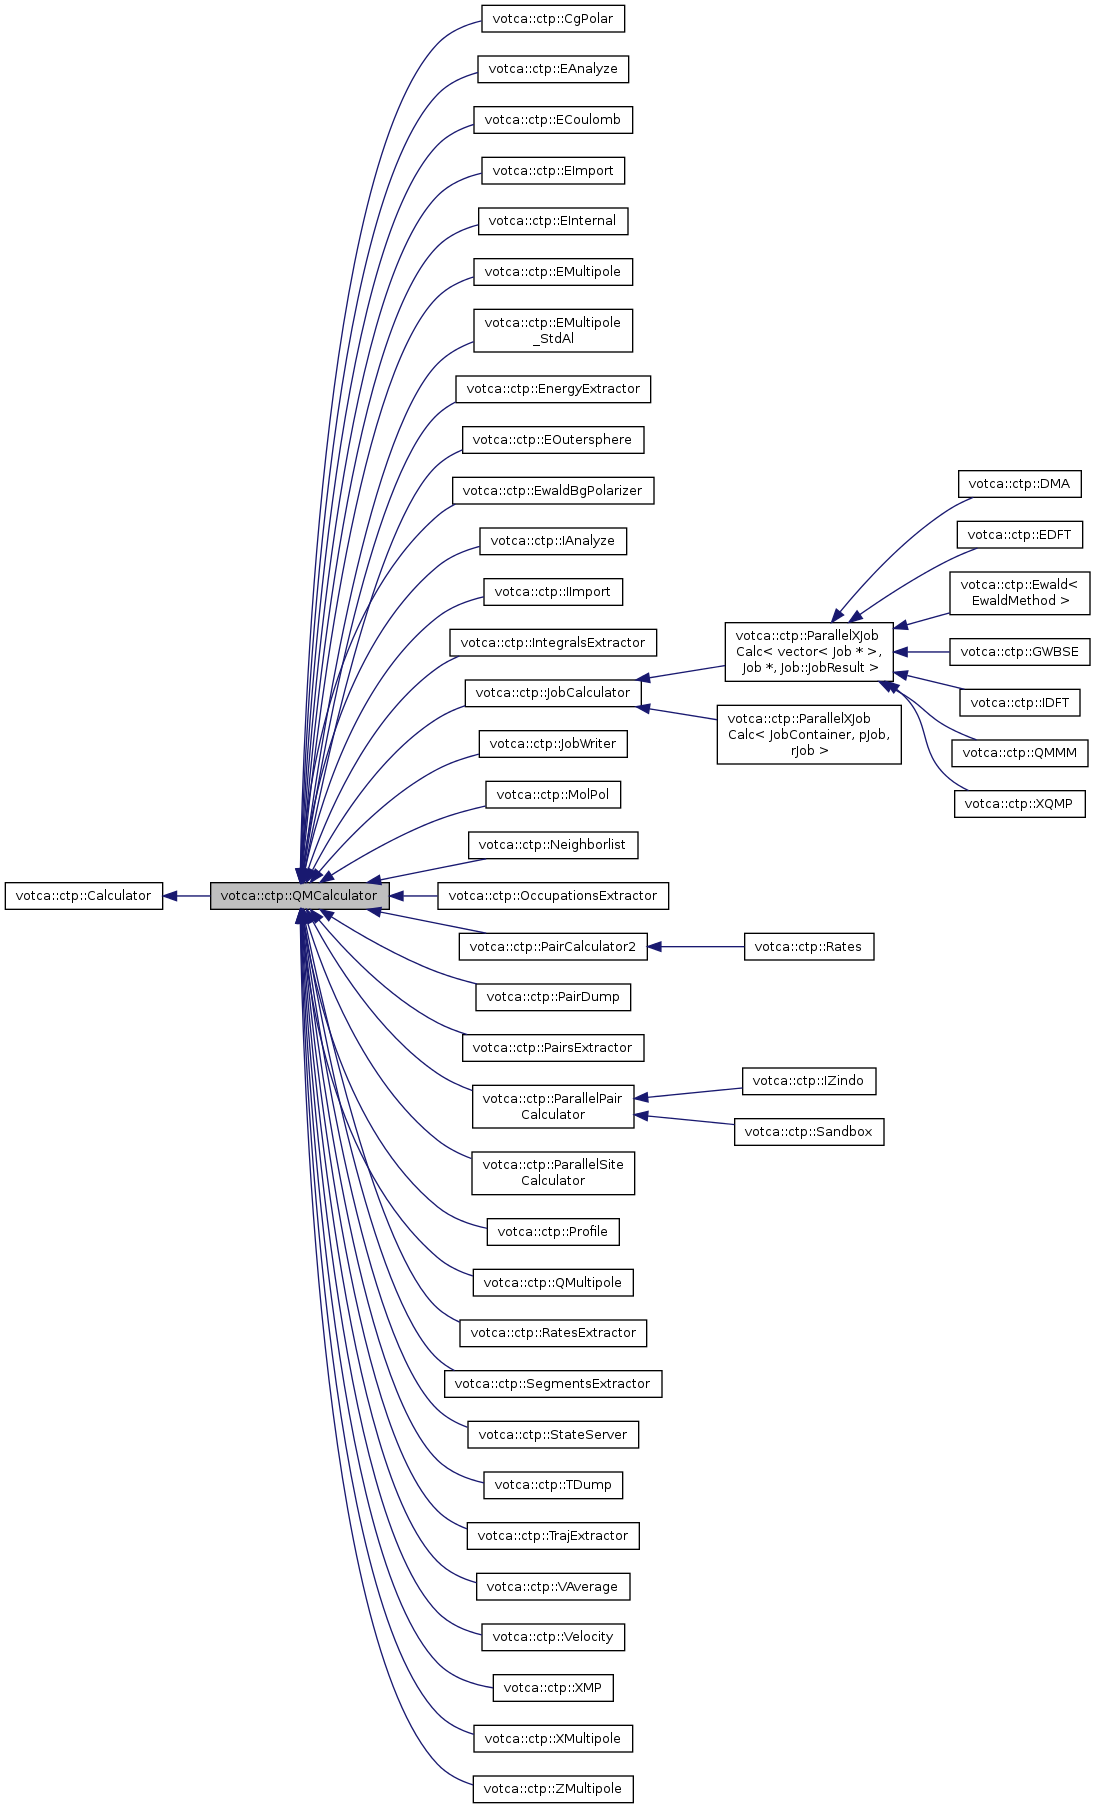 votca::ctp::CgPolar
votca::ctp::EAnalyze
votca::ctp::ECoulomb
votca::ctp::EImport
votca::ctp::EInternal
votca::ctp::EMultipole
votca::ctp::EMultipole
_StdAl
votca::ctp::EnergyExtractor
votca::ctp::EOutersphere
votca::ctp::EwaldBgPolarizer
votca::ctp::IAnalyze
votca::ctp::IImport
votca::ctp::IntegralsExtractor
votca::ctp::JobCalculator
votca::ctp::JobWriter
votca::ctp::MolPol
votca::ctp::Neighborlist
votca::ctp::Calculator
votca::ctp::QMCalculator
votca::ctp::OccupationsExtractor
votca::ctp::PairCalculator2
votca::ctp::Rates
votca::ctp::PairDump
votca::ctp::PairsExtractor
votca::ctp::ParallelPair
Calculator
votca::ctp::IZindo
votca::ctp::Sandbox
votca::ctp::ParallelSite
Calculator
votca::ctp::Profile
votca::ctp::QMultipole
votca::ctp::RatesExtractor
votca::ctp::SegmentsExtractor
votca::ctp::StateServer
votca::ctp::TDump
votca::ctp::TrajExtractor
votca::ctp::VAverage
votca::ctp::Velocity
votca::ctp::XMP
votca::ctp::XMultipole
votca::ctp::ZMultipole
votca::ctp::ParallelXJob
Calc< vector< Job * >,
Job *, Job::JobResult >
votca::ctp::ParallelXJob
Calc< JobContainer, pJob,
rJob >
votca::ctp::DMA
votca::ctp::EDFT
votca::ctp::Ewald<
EwaldMethod >
votca::ctp::GWBSE
votca::ctp::IDFT
votca::ctp::QMMM
votca::ctp::XQMP